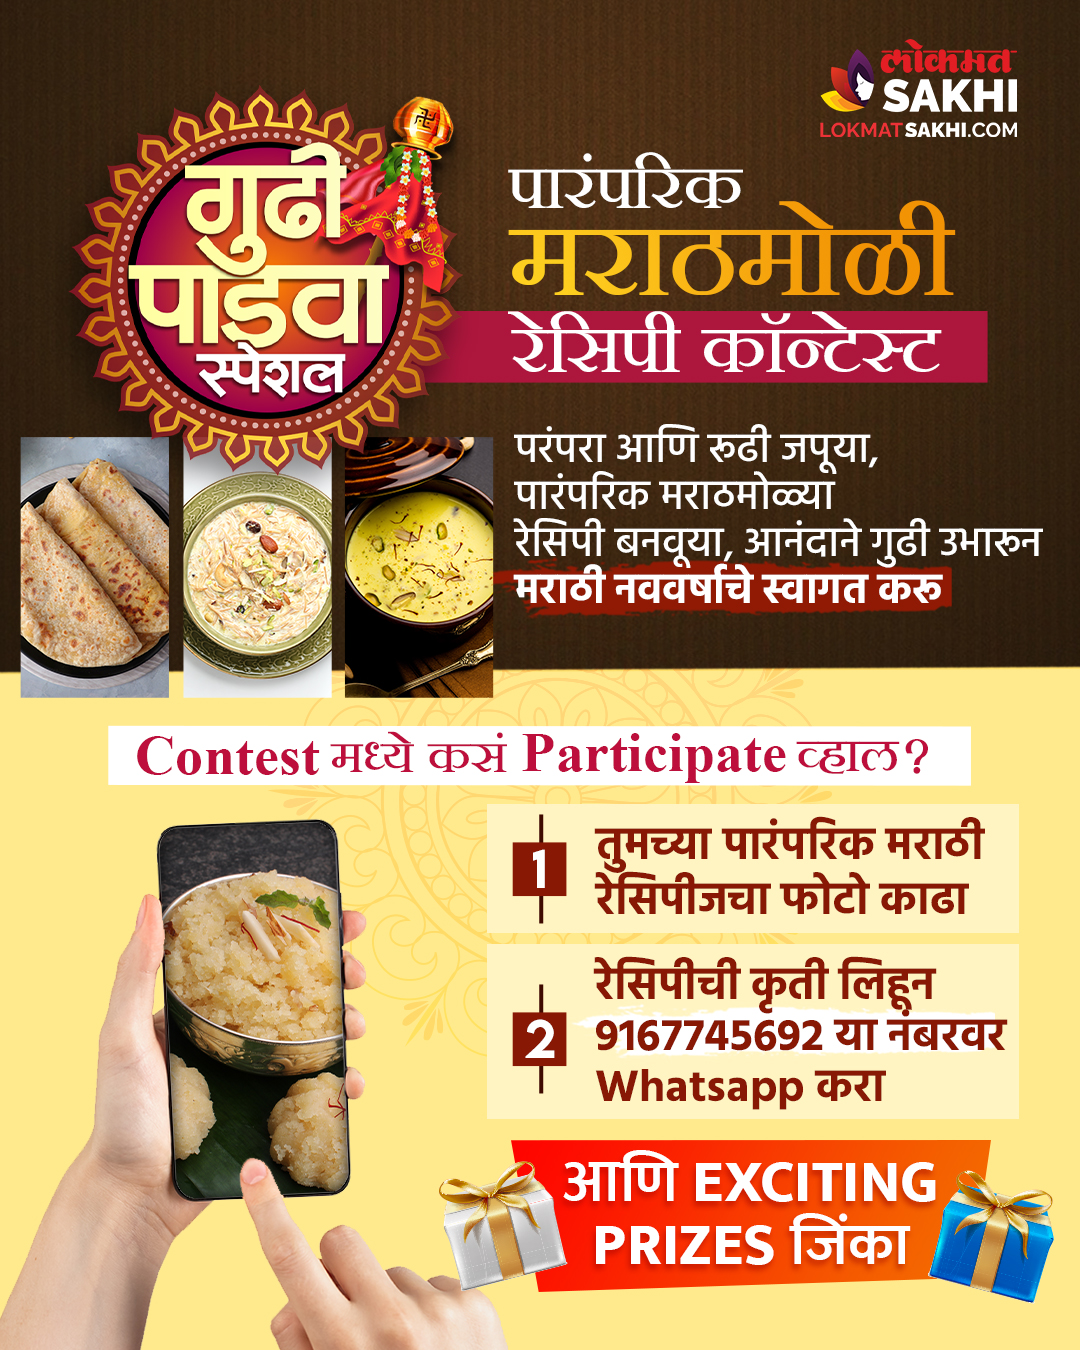 लोकमत
SAKHI
LOKMATSAKHI.COM
गुढी
पाडवा
स्पेशल
पारंपरिक
मराठमोळी
रेसिपी कॉन्टेस्ट
परंपरा आणि रूढी जपूया,
पारंपरिक मराठमोळ्या
रेसिपी बनवूया, आनंदाने गुढी उभारून
मराठी नववर्षाचे स्वागत करू
Contest मध्ये कसं Participate व्हाल?
1
तुमच्या पारंपरिक मराठी
रेसिपीजचा फोटो काढा
2
रेसिपीची कृती लिहून
9167745692 या नंबरवर
Whatsapp करा
आणि EXCITING
PRIZES जिंका